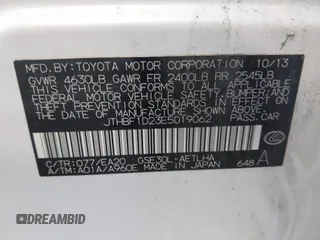 MFD.BY: TOYOTA MOTOR CORPORATION 10/13
GVWR 4630LB GAWR FR 2400LB RR 2545LB
THIS VEHICLE CONFORMS TO ALL APPLICABLE
FEDERAL MOTOR VEHICLE SAFETY, BUMPER, AND
THEFT PREVENTION STANDARDS IN EFFECT ON
THE DATE OF MANUFACTURE SHOWN ABOVE.
JTHBF1D23E5019062 PASS.CAR
C/TR: 077/EA20 GSE30L-AETLHA
A/TM: A01A/A960E MADE IN JAPAN 648 A